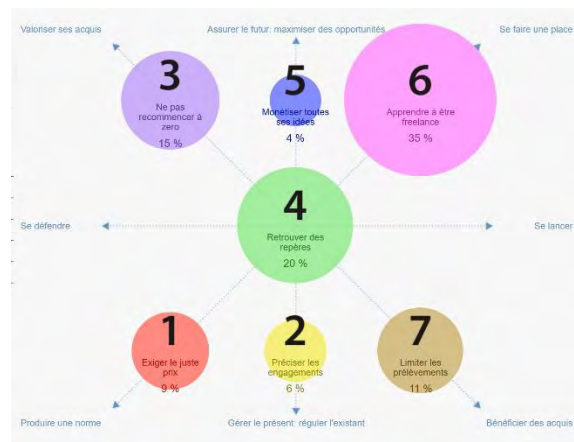 Valoriser ses acquis
Assurer le futur: maximiser des opportunités
Se faire une place
3
Ne pas
recommencer à
zero
15 %
5
Monétiser toutes
ses idées
4 %
6
Apprendre à être
freelance
35 %
Se défendre
4
Retrouver des
repères
20 %
Se lancer
1
Exiger le juste
prix
9 %
2
Préciser les
engagements
6 %
7
Limiter les
prélèvements
11 %
Produire une norme
Gérer le présent: réguler l'existant
Bénéficier des acquis